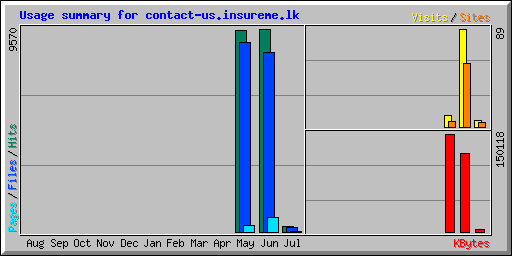 Usage summary for contact-us.insureme.lk
Visits/Sites
9570
89
Pages/Files/Hits
150118
Aug Sep Oct Nov Dec Jan Feb Mar Apr May Jun Jul
KBytes